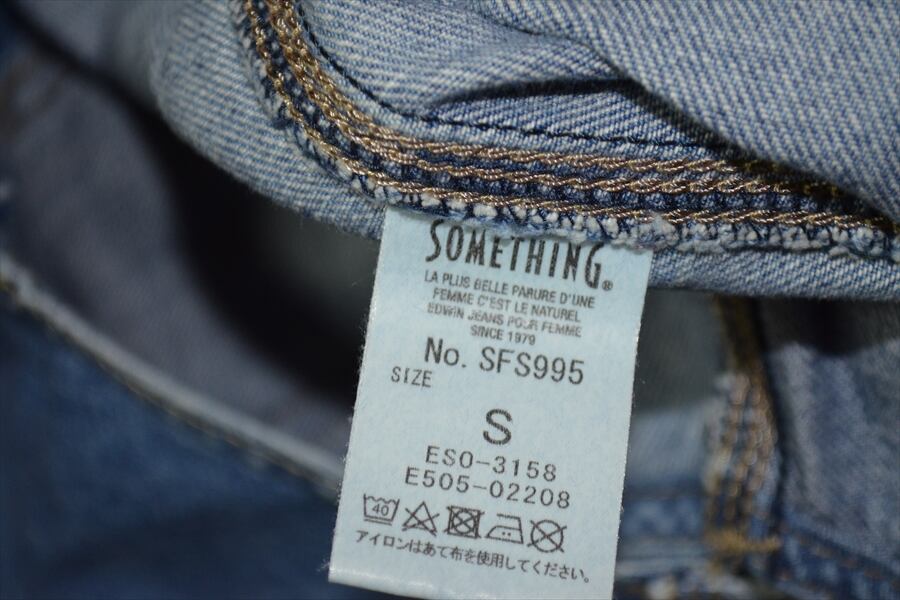 SOMETHING®
LA PLUS BELLE PARURE D'UNE
FEMME C'EST LE NATUREL
EDWIN JEANS POUR FEMME
SINCE 1979
No. SFS995
SIZE
S
ES0-3158
E505-02208
40
アイロンはあて布を使用してください。